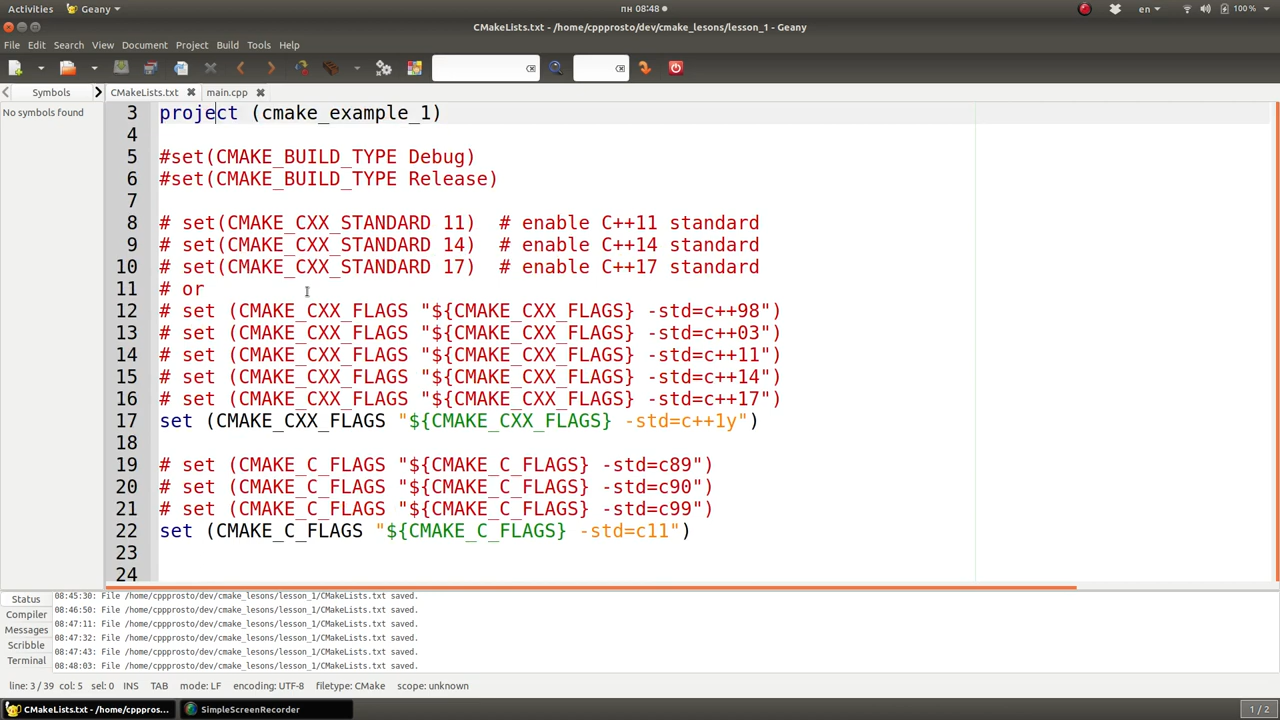 Activities Geany пн 08:48 en 100 %
CMakeLists.txt - /home/cppprosto/dev/cmake_lesons/lesson_1 - Geany
File Edit Search View Document Project Build Tools Help
Symbols CMakeLists.txt main.cpp
No symbols found
3 project (cmake_example_1)
4
5 #set(CMAKE_BUILD_TYPE Debug)
6 #set(CMAKE_BUILD_TYPE Release)
7
8 # set(CMAKE_CXX_STANDARD 11) # enable C++11 standard
9 # set(CMAKE_CXX_STANDARD 14) # enable C++14 standard
10 # set(CMAKE_CXX_STANDARD 17) # enable C++17 standard
11 # or
12 # set (CMAKE_CXX_FLAGS "${CMAKE_CXX_FLAGS} -std=c++98")
13 # set (CMAKE_CXX_FLAGS "${CMAKE_CXX_FLAGS} -std=c++03")
14 # set (CMAKE_CXX_FLAGS "${CMAKE_CXX_FLAGS} -std=c++11")
15 # set (CMAKE_CXX_FLAGS "${CMAKE_CXX_FLAGS} -std=c++14")
16 # set (CMAKE_CXX_FLAGS "${CMAKE_CXX_FLAGS} -std=c++17")
17 set (CMAKE_CXX_FLAGS "${CMAKE_CXX_FLAGS} -std=c++1y")
18
19 # set (CMAKE_C_FLAGS "${CMAKE_C_FLAGS} -std=c89")
20 # set (CMAKE_C_FLAGS "${CMAKE_C_FLAGS} -std=c90")
21 # set (CMAKE_C_FLAGS "${CMAKE_C_FLAGS} -std=c99")
22 set (CMAKE_C_FLAGS "${CMAKE_C_FLAGS} -std=c11")
23
24
Status
Compiler
Messages
Scribble
Terminal
08:45:30: File /home/cppprosto/dev/cmake_lesons/lesson_1/CMakeLists.txt saved.
08:46:50: File /home/cppprosto/dev/cmake_lesons/lesson_1/CMakeLists.txt saved.
08:47:11: File /home/cppprosto/dev/cmake_lesons/lesson_1/CMakeLists.txt saved.
08:47:32: File /home/cppprosto/dev/cmake_lesons/lesson_1/CMakeLists.txt saved.
08:47:43: File /home/cppprosto/dev/cmake_lesons/lesson_1/CMakeLists.txt saved.
08:48:03: File /home/cppprosto/dev/cmake_lesons/lesson_1/CMakeLists.txt saved.
line: 3 / 39 col: 5 sel: 0 INS TAB mode: LF encoding: UTF-8 filetype: CMake scope: unknown
CMakeLists.txt - /home/cpppros... SimpleScreenRecorder 1 / 2